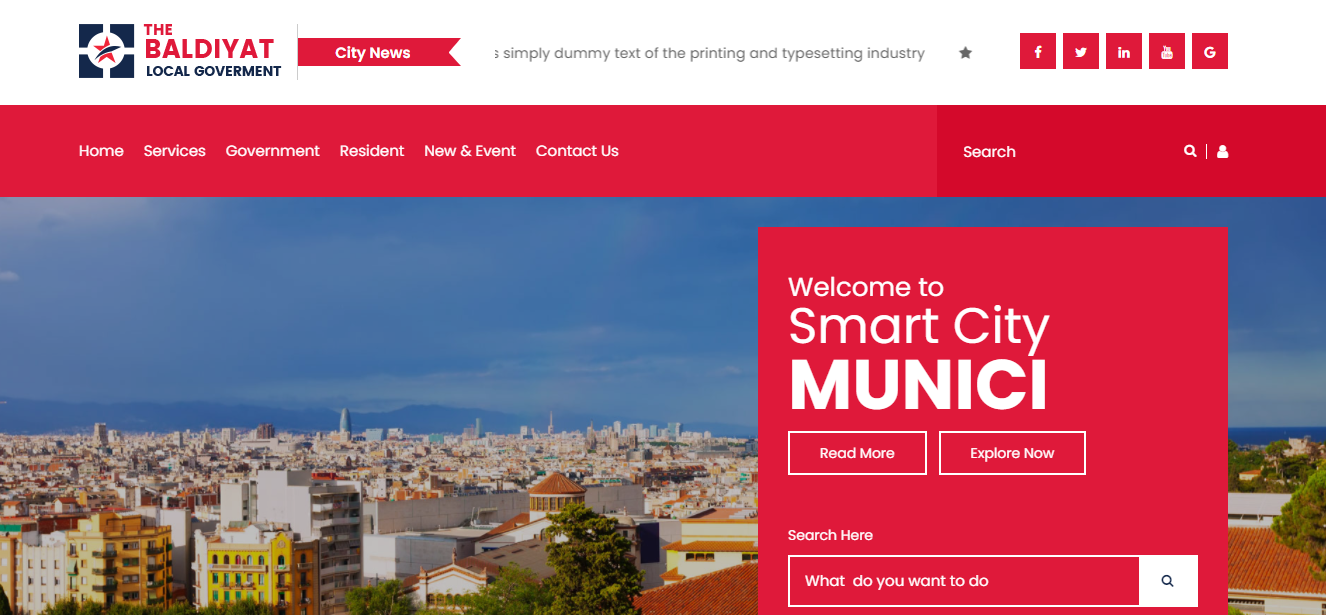 THE
BALDIYAT
LOCAL GOVERMENT
City News
simply dummy text of the printing and typesetting industry
Home Services Government Resident New & Event Contact Us
Search
Welcome to
Smart City
MUNICI
Read More Explore Now
Search Here
What do you want to do